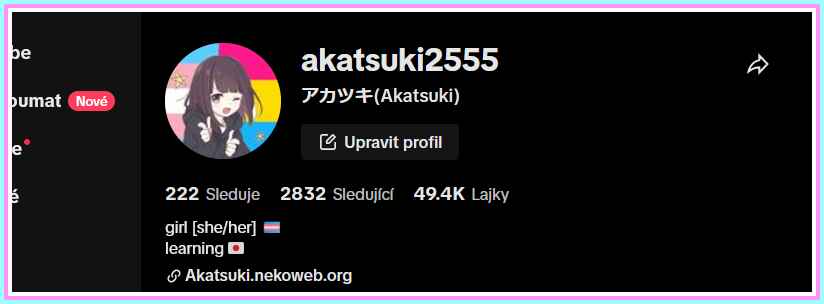 be
akatsuki2555
アカツキ(Akatsuki)
oumat Nové
Upravit profil
e
é
222 Sleduje 2832 Sledující 49.4K Lajky
girl [she/her]
learning
Akatsuki.nekoweb.org